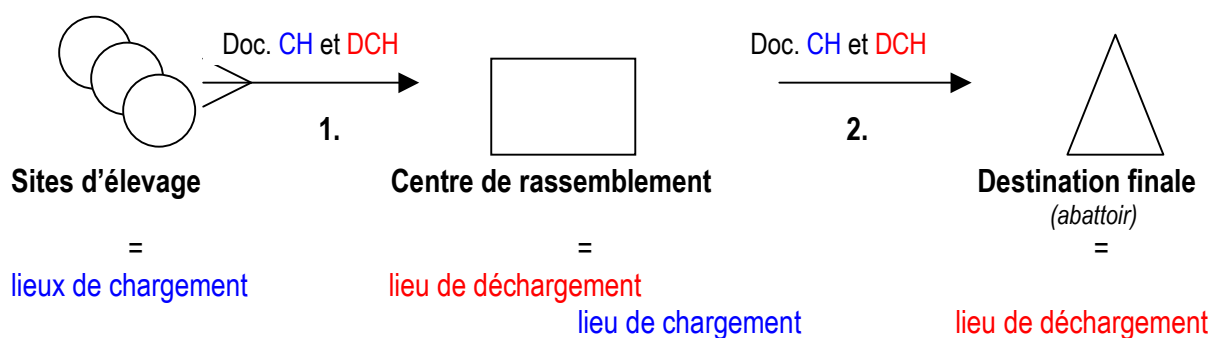 Doc. CH et DCH
Doc. CH et DCH
1.
2.
Sites d'élevage
Centre de rassemblement
Destination finale
(abattoir)
=
=
=
lieux de chargement
lieu de déchargement
lieu de chargement
lieu de déchargement